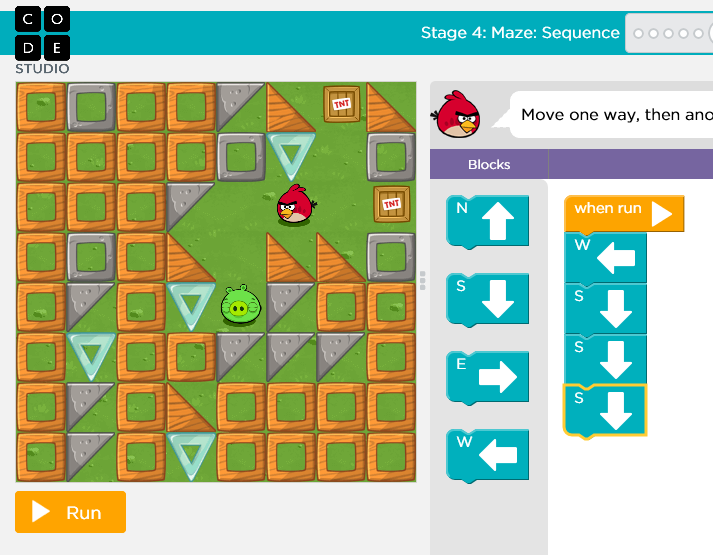 C O
D E
STUDIO
Stage 4: Maze: Sequence
TNT
TNT
Move one way, then ano
Blocks
N
S
E
W
when run
W
S
S
S
Run